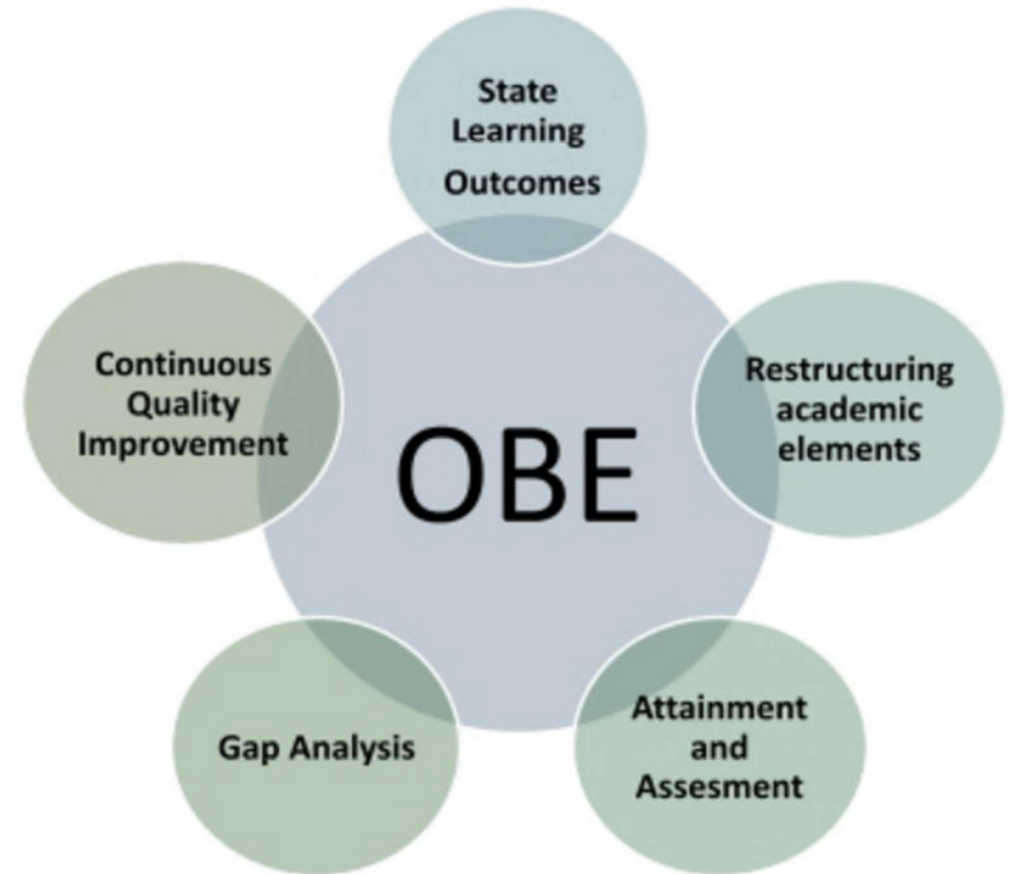 State
Learning
Outcomes
Continuous
Quality
Improvement
Restructuring
academic
elements
OBE
Gap Analysis
Attainment
and
Assesment